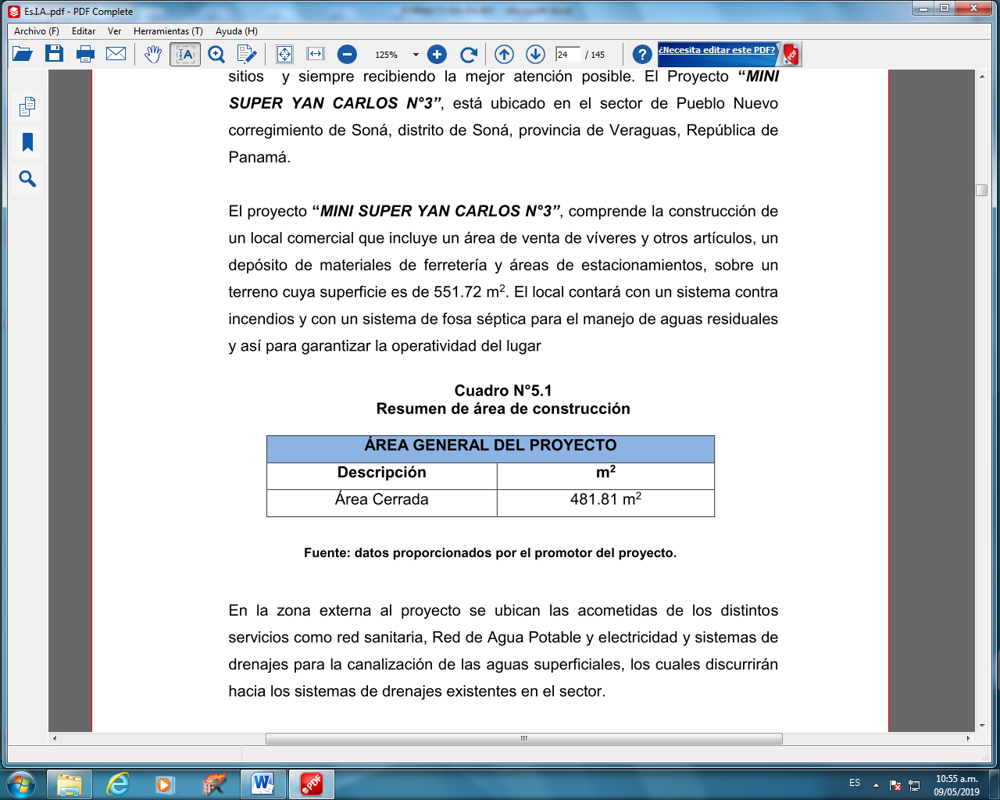 Es.I.A..pdf - PDF Complete
Archivo (F) Editar Ver Herramientas (T) Ayuda (H)
125% 24 / 145 ¿Necesita editar este PDF?
sitios y siempre recibiendo la mejor atención posible. El Proyecto “MINI
SUPER YAN CARLOS N°3”, está ubicado en el sector de Pueblo Nuevo
corregimiento de Soná, distrito de Soná, provincia de Veraguas, República de
Panamá.
El proyecto “MINI SUPER YAN CARLOS N°3”, comprende la construcción de
un local comercial que incluye un área de venta de víveres y otros artículos, un
depósito de materiales de ferretería y áreas de estacionamientos, sobre un
terreno cuya superficie es de 551.72 m². El local contará con un sistema contra
incendios y con un sistema de fosa séptica para el manejo de aguas residuales
y así para garantizar la operatividad del lugar
Cuadro N°5.1
Resumen de área de construcción
ÁREA GENERAL DEL PROYECTO
Descripción m²
Área Cerrada 481.81 m²
Fuente: datos proporcionados por el promotor del proyecto.
En la zona externa al proyecto se ubican las acometidas de los distintos
servicios como red sanitaria, Red de Agua Potable y electricidad y sistemas de
drenajes para la canalización de las aguas superficiales, los cuales discurrirán
hacia los sistemas de drenajes existentes en el sector.
PDF
ES 10:55 a.m.
09/05/2019